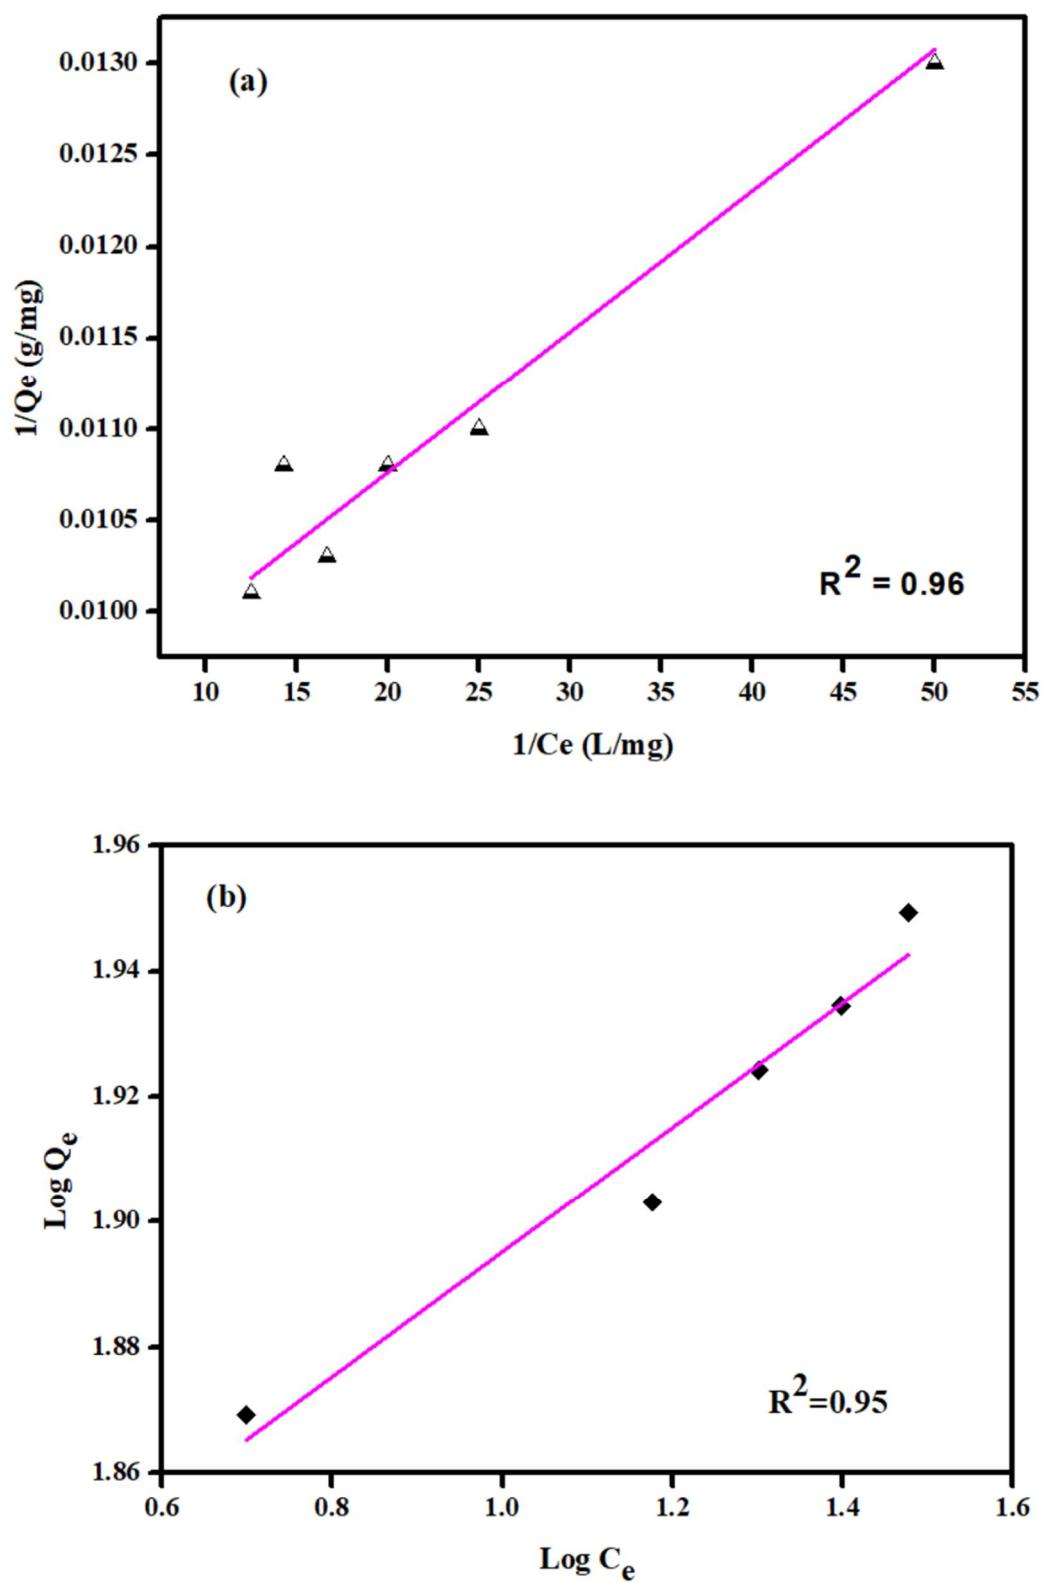 (a)
0.0130
0.0125
0.0120
0.0115
0.0110
0.0105
0.0100
1/Qe (g/mg)
R² = 0.96
10 15 20 25 30 35 40 45 50 55
1/Ce (L/mg)
(b)
1.96
1.94
1.92
1.90
1.88
1.86
Log Qe
R²=0.95
0.6 0.8 1.0 1.2 1.4 1.6
Log Ce